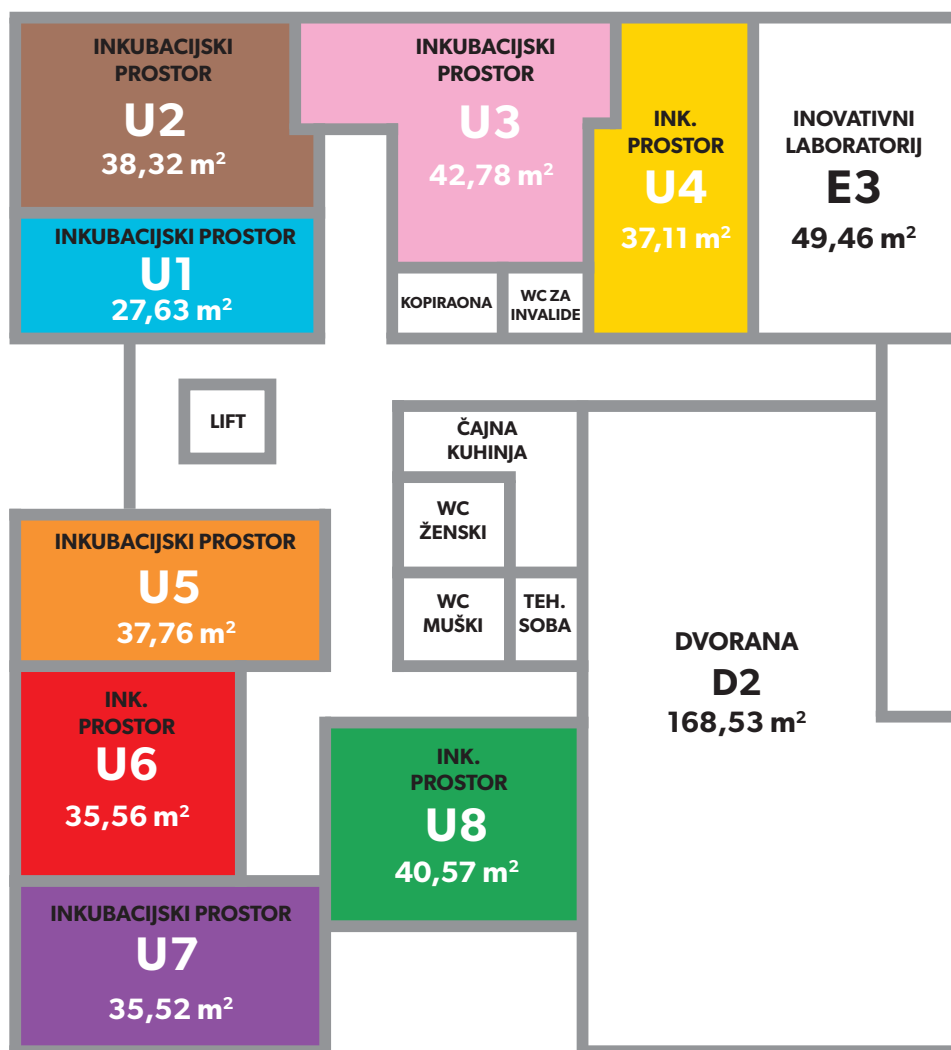 INKUBACIJSKI
PROSTOR
U2
38,32 m²
INKUBACIJSKI
PROSTOR
U3
42,78 m²
INK.
PROSTOR
U4
37,11 m²
INOVATIVNI
LABORATORIJ
E3
49,46 m²
INKUBACIJSKI PROSTOR
U1
27,63 m²
KOPIRAONA
WC ZA
INVALIDE
LIFT
ČAJNA
KUHINJA
WC
ŽENSKI
WC
MUŠKI
TEH.
SOBA
INKUBACIJSKI PROSTOR
U5
37,76 m²
DVORANA
D2
168,53 m²
INK.
PROSTOR
U6
35,56 m²
INK.
PROSTOR
U8
40,57 m²
INKUBACIJSKI PROSTOR
U7
35,52 m²